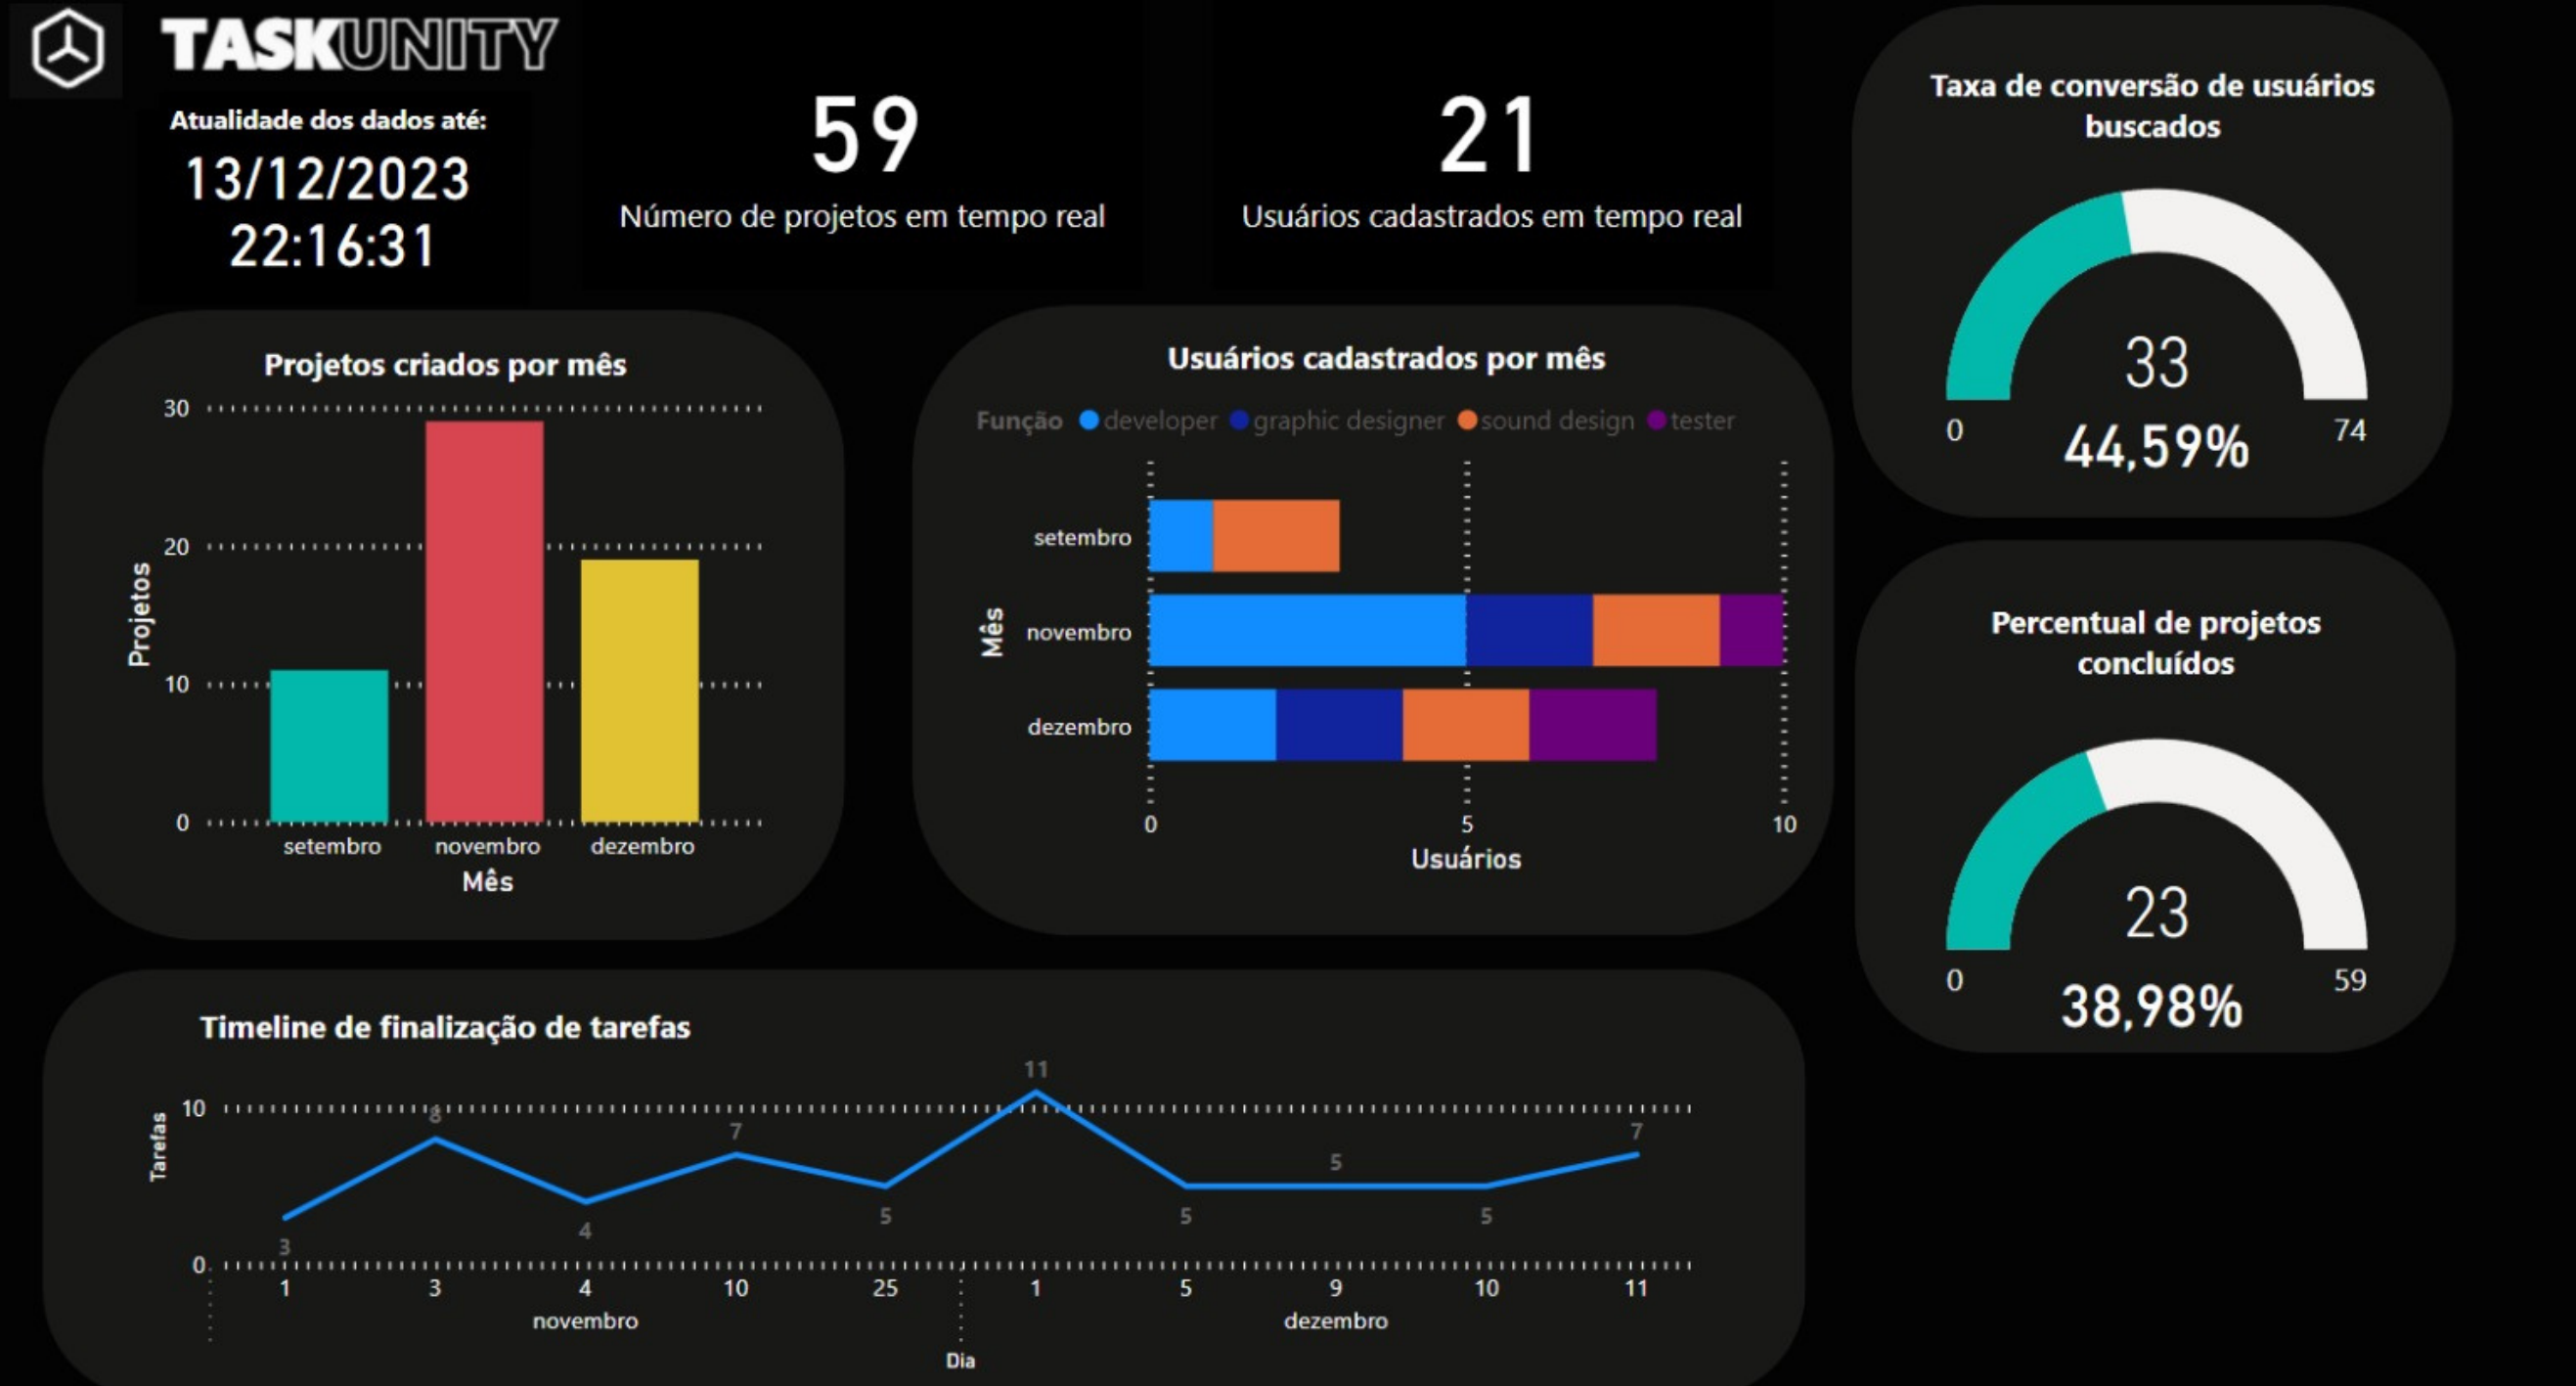 TASKUNITY
Atualidade dos dados até:
13/12/2023
22:16:31
59
Número de projetos em tempo real
21
Usuários cadastrados em tempo real
Taxa de conversão de usuários
buscados
33
0
74
44,59%
Projetos criados por mês
30
20
10
0
Projetos
setembro
novembro
dezembro
Mês
Usuários cadastrados por mês
Função developer graphic designer sound design tester
Mês
setembro
novembro
dezembro
0
5
10
Usuários
Percentual de projetos
concluídos
23
0
59
38,98%
Timeline de finalização de tarefas
Tarefas
10
0
3
8
4
7
5
11
5
5
5
7
1
3
4
10
25
1
5
9
10
11
novembro
dezembro
Dia